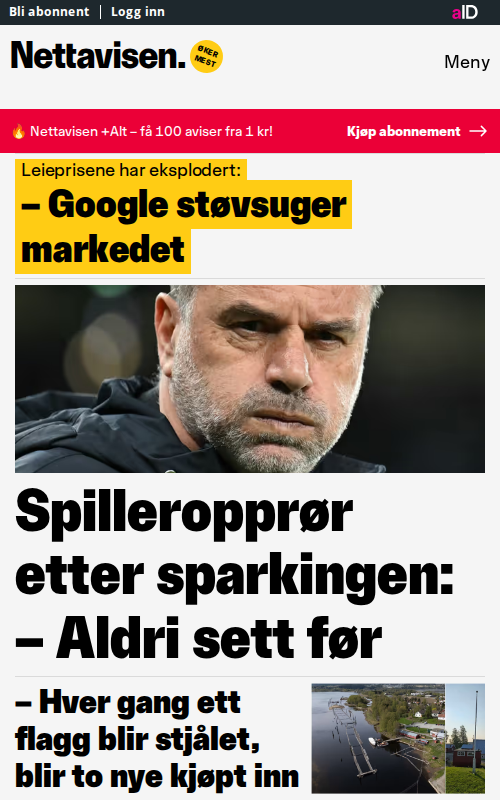 Bli abonnent | Logg inn
aID
Nettavisen.
ØKER
MEST
Meny
🔥 Nettavisen +Alt – få 100 aviser fra 1 kr!
Kjøp abonnement →
Leieprisene har eksplodert:
– Google støvsuger
markedet
Spilleropprør
etter sparkingen:
– Aldri sett før
– Hver gang ett
flagg blir stjålet,
blir to nye kjøpt inn